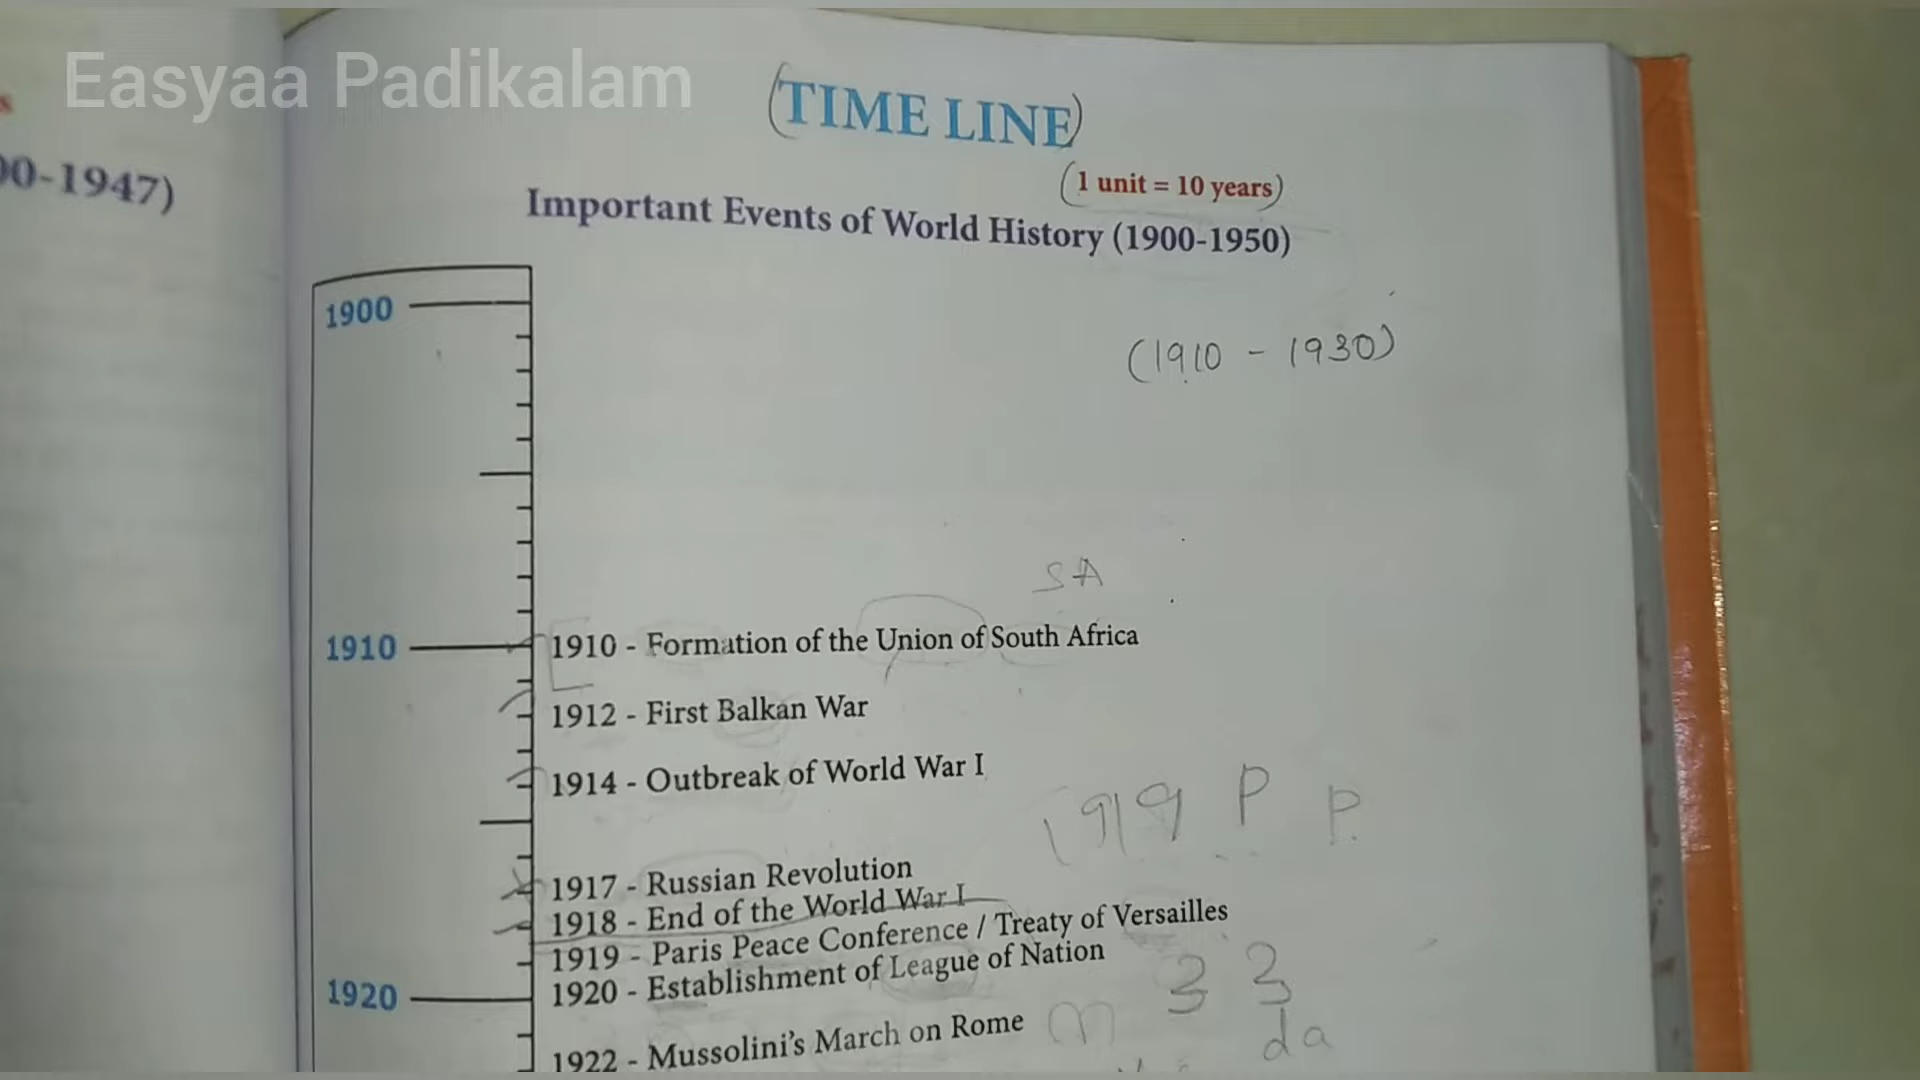 Easyaa Padikalam
00-1947)
(TIME LINE)
(1 unit = 10 years)
Important Events of World History (1900-1950)
1900
(1910 - 1930)
SA
1910
1910 - Formation of the Union of South Africa
1912 - First Balkan War
1914 - Outbreak of World War I
1919 P P
1917 - Russian Revolution
1918 - End of the World War I
1919 - Paris Peace Conference / Treaty of Versailles
1920
1920 - Establishment of League of Nation
1922 - Mussolini's March on Rome
da